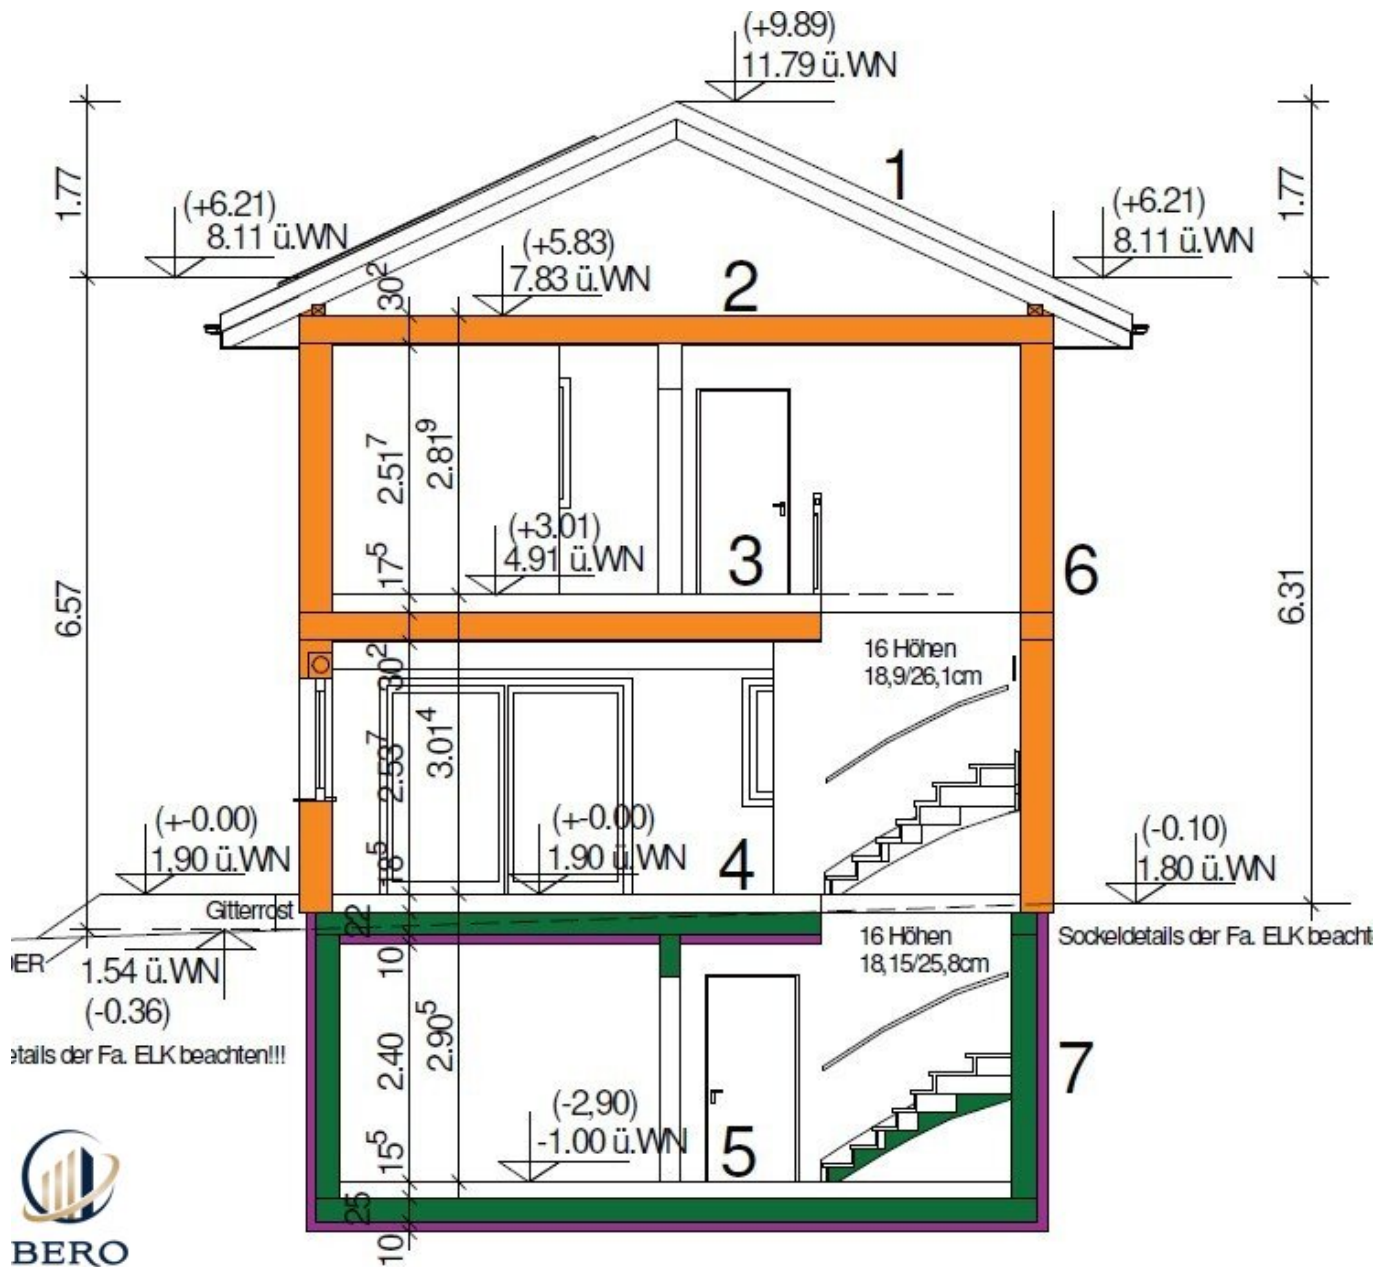 (+9.89)
11.79 ü.WN
1
1.77
1.77
(+6.21)
8.11 ü.WN
(+6.21)
8.11 ü.WN
(+5.83)
7.83 ü.WN
2
30²
2.51⁷
2.81⁹
17⁵
(+3.01)
4.91 ü.WN
3
6
6.57
6.31
16 Höhen
18,9/26,1cm
30²
2.53⁷
3.01⁴
18⁵
(+-0.00)
1.90 ü.WN
(+-0.00)
1.90 ü.WN
4
(-0.10)
1.80 ü.WN
Gitterrost
22
16 Höhen
18,15/25,8cm
Sockeldetails der Fa. ELK beacht
DER
1.54 ü.WN
(-0.36)
etails der Fa. ELK beachten!!!
10
2.40
2.90⁵
7
(-2,90)
-1.00 ü.WN
5
15⁵
25
10
BERO